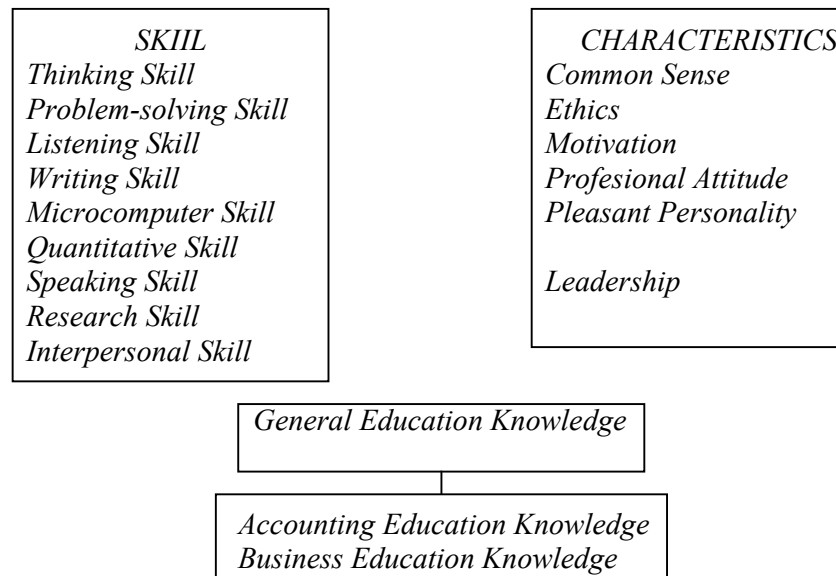 SKIIL
Thinking Skill
Problem-solving Skill
Listening Skill
Writing Skill
Microcomputer Skill
Quantitative Skill
Speaking Skill
Research Skill
Interpersonal Skill
CHARACTERISTICS
Common Sense
Ethics
Motivation
Profesional Attitude
Pleasant Personality
Leadership
General Education Knowledge
Accounting Education Knowledge
Business Education Knowledge